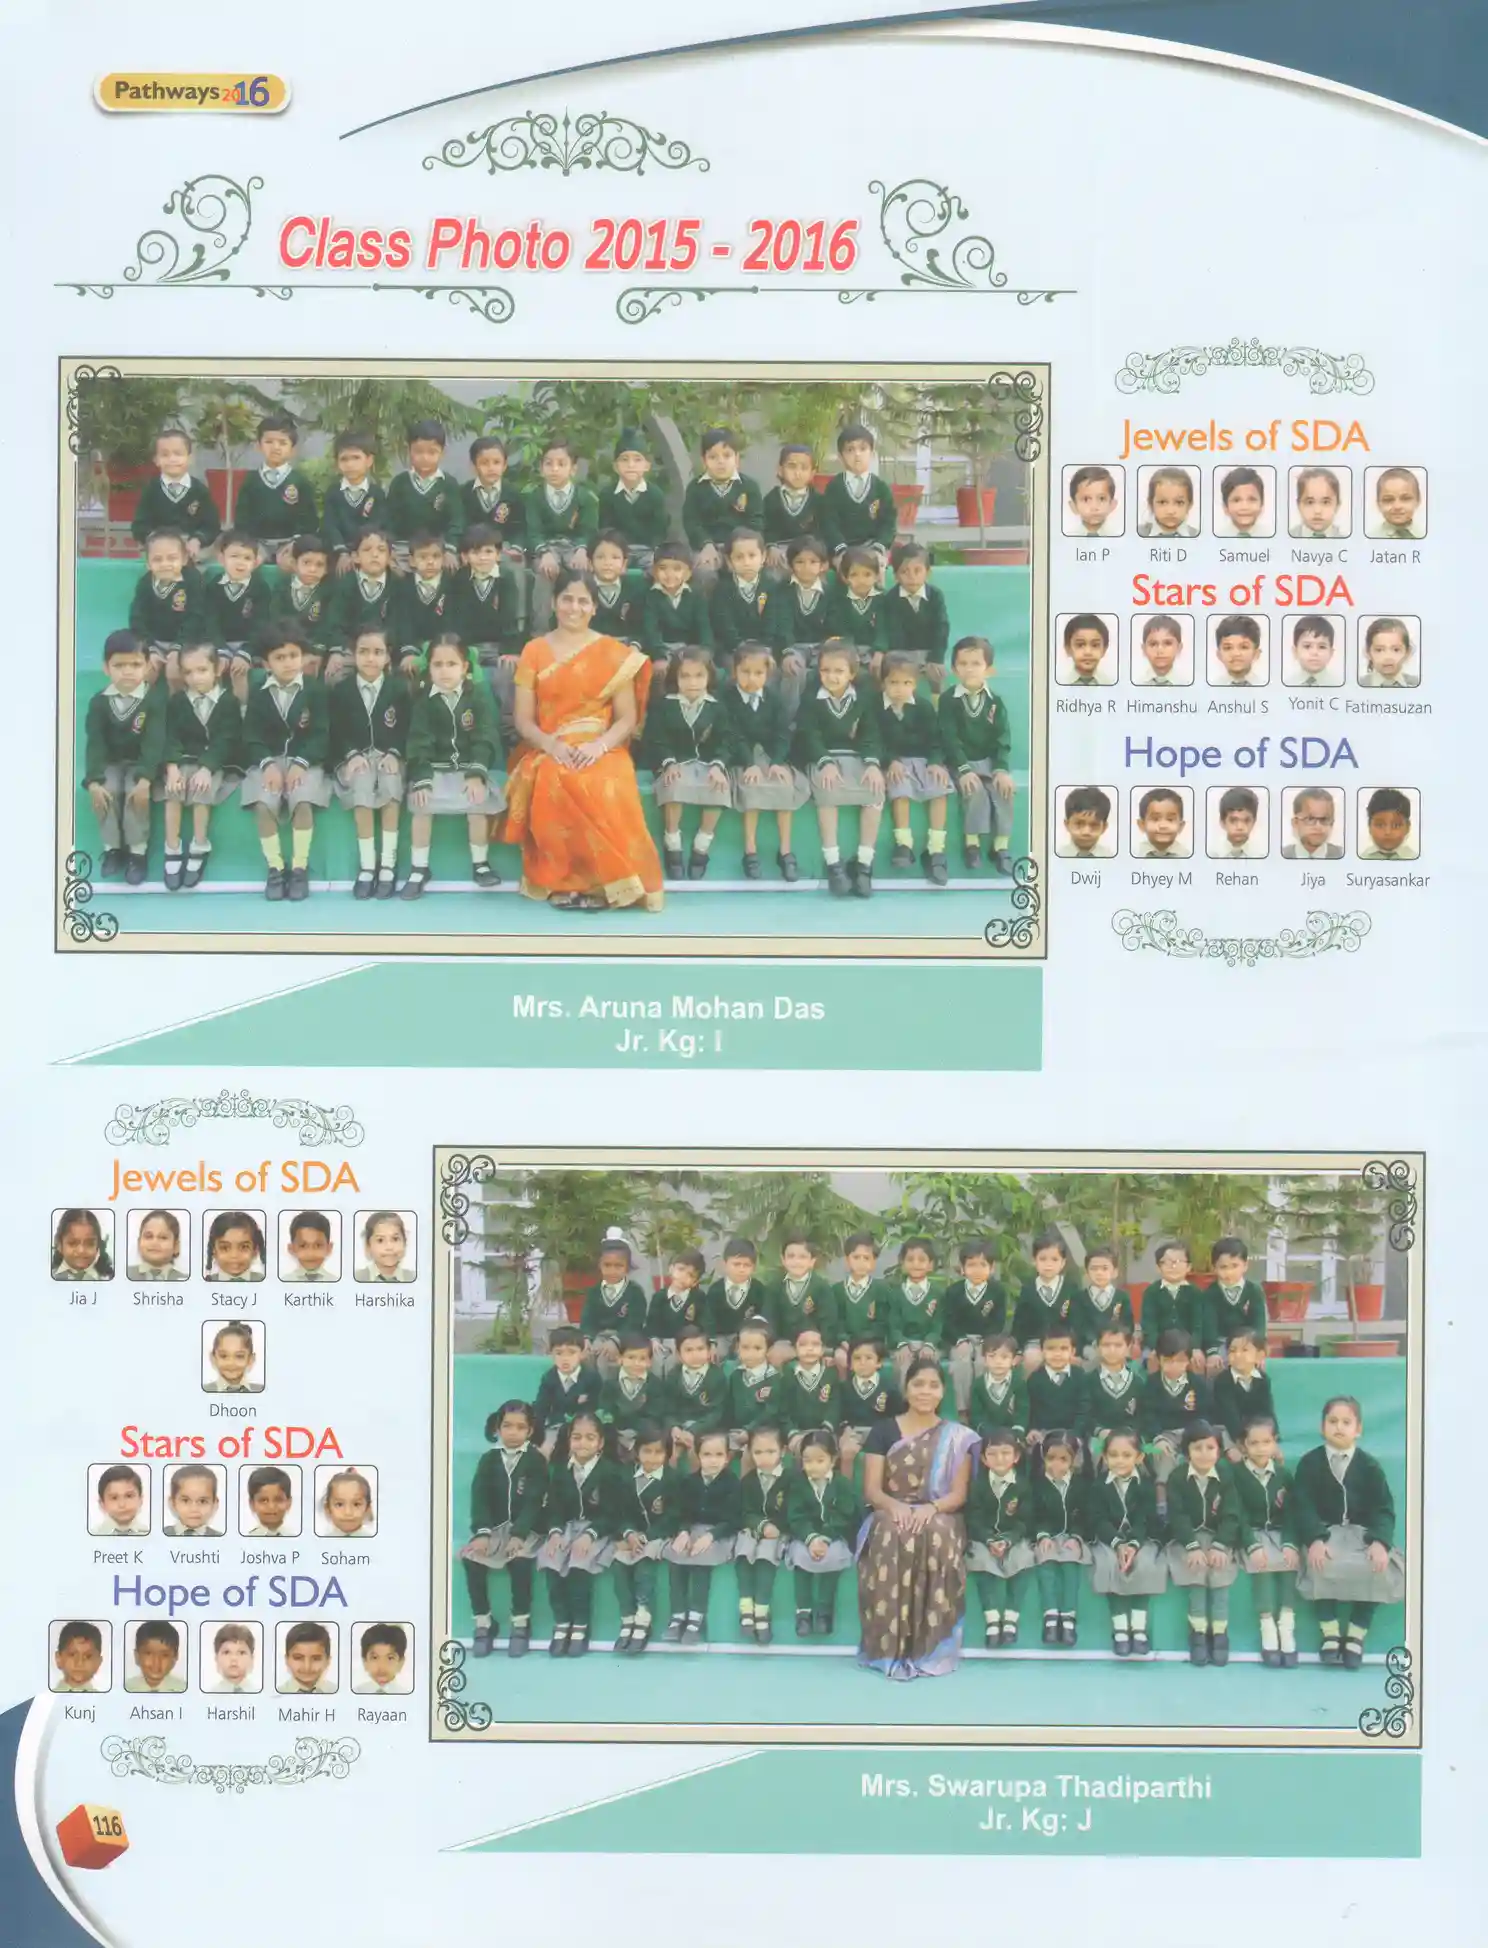 Pathways 2016
Class Photo 2015 - 2016
Jewels of SDA
Ian P Riti D Samuel Navya C Jatan R
Stars of SDA
Ridhya R Himanshu Anshul S Yonit C Fatimasuzan
Hope of SDA
Dwij Dhyey M Rehan Jiya Suryasankar
Mrs. Aruna Mohan Das
Jr. Kg: I
Jewels of SDA
Jia J Shrisha Stacy J Karthik Harshika
Dhoon
Stars of SDA
Preet K Vrushti Joshva P Soham
Hope of SDA
Kunj Ahsan I Harshil Mahir H Rayaan
Mrs. Swarupa Thadiparthi
Jr. Kg: J
116